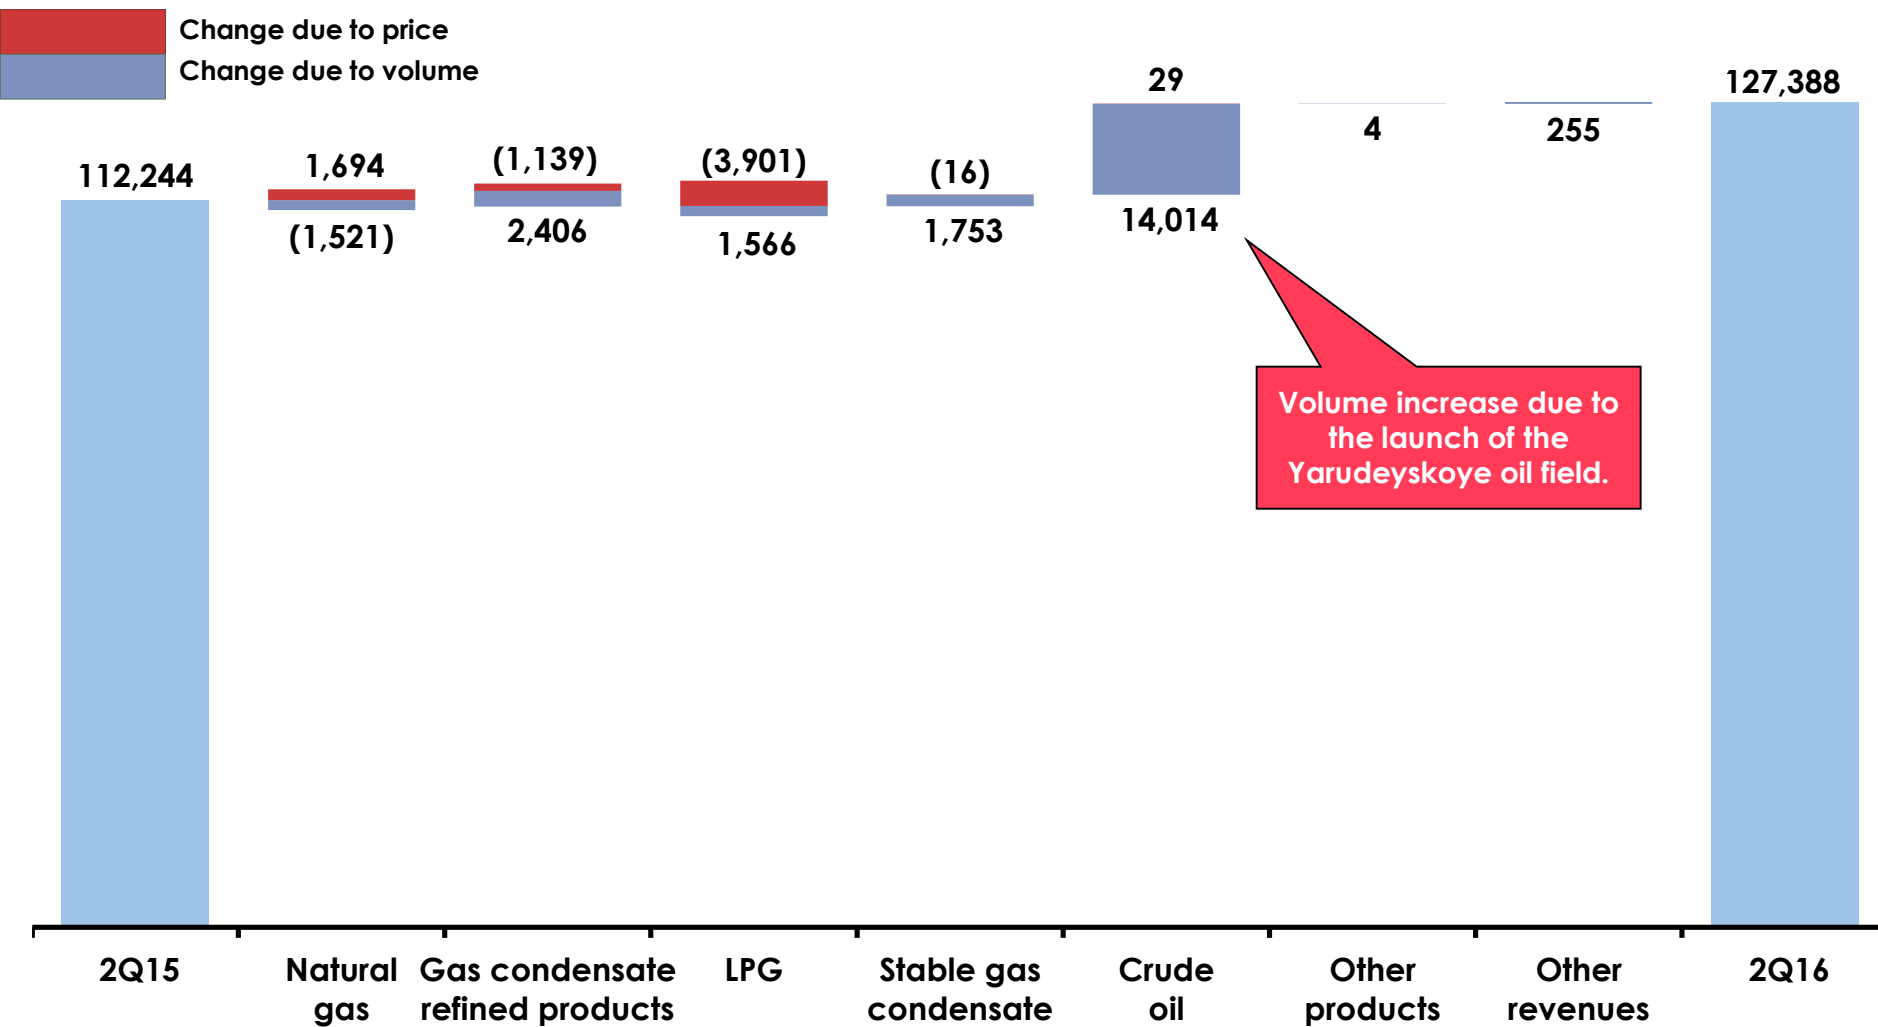 Change due to price
Change due to volume
29
127,388
4
255
(1,139)
(3,901)
1,694
(16)
112,244
(1,521)
2,406
1,566
1,753
14,014
Volume increase due to
the launch of the
Yarudeyskoye oil field.
2Q15
Natural
gas
Gas condensate
refined products
LPG
Stable gas
condensate
Crude
oil
Other
products
Other
revenues
2Q16